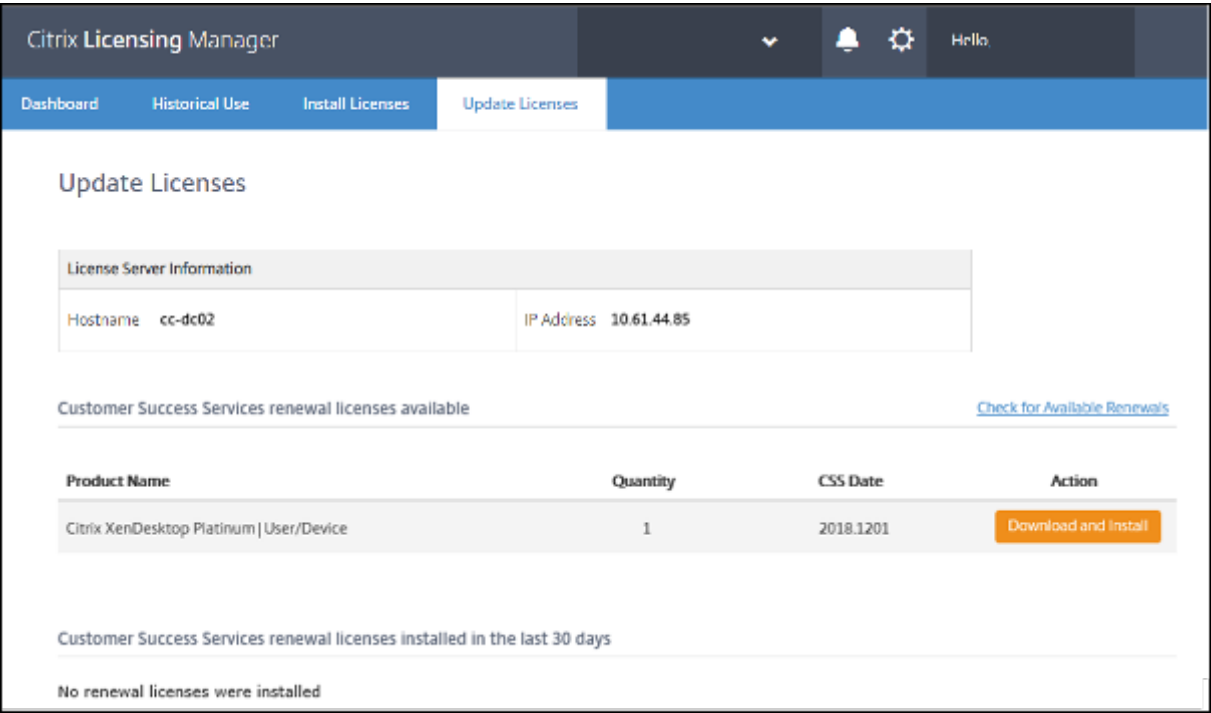 Citrix Licensing Manager Hello,
Dashboard Historical Use Install Licenses Update Licenses
Update Licenses
License Server Information
Hostname cc-dc02 IP Address 10.61.44.85
Customer Success Services renewal licenses available Check for Available Renewals
Product Name Quantity CSS Date Action
Citrix XenDesktop Platinum|User/Device 1 2018.1201 Download and Install
Customer Success Services renewal licenses installed in the last 30 days
No renewal licenses were installed